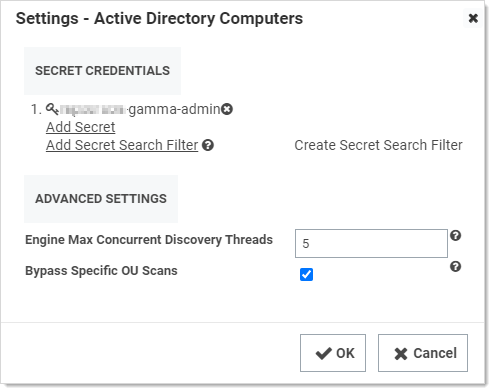 Settings - Active Directory Computers
SECRET CREDENTIALS
1. -gamma-admin
Add Secret
Add Secret Search Filter ?
Create Secret Search Filter
ADVANCED SETTINGS
Engine Max Concurrent Discovery Threads
5
?
Bypass Specific OU Scans
?
OK
Cancel